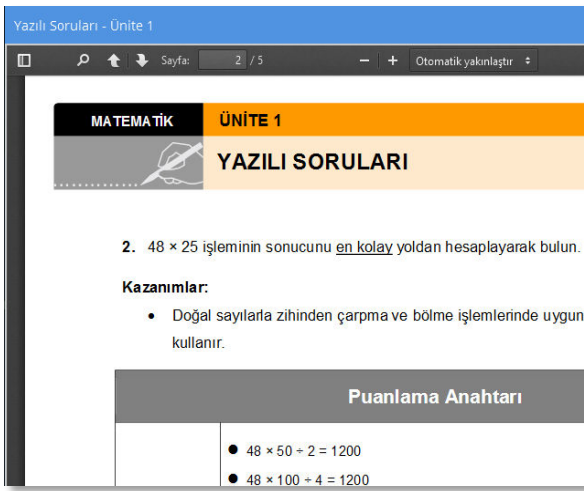 Yazılı Soruları - Ünite 1
Sayfa: 2 / 5 Otomatik yakınlaştır
MATEMATİK ÜNİTE 1
YAZILI SORULARI
2. 48 × 25 işleminin sonucunu en kolay yoldan hesaplayarak bulun.
Kazanımlar:
• Doğal sayılarla zihinden çarpma ve bölme işlemlerinde uygun
kullanır.
Puanlama Anahtarı
● 48 × 50 ÷ 2 = 1200
● 48 × 100 ÷ 4 = 1200